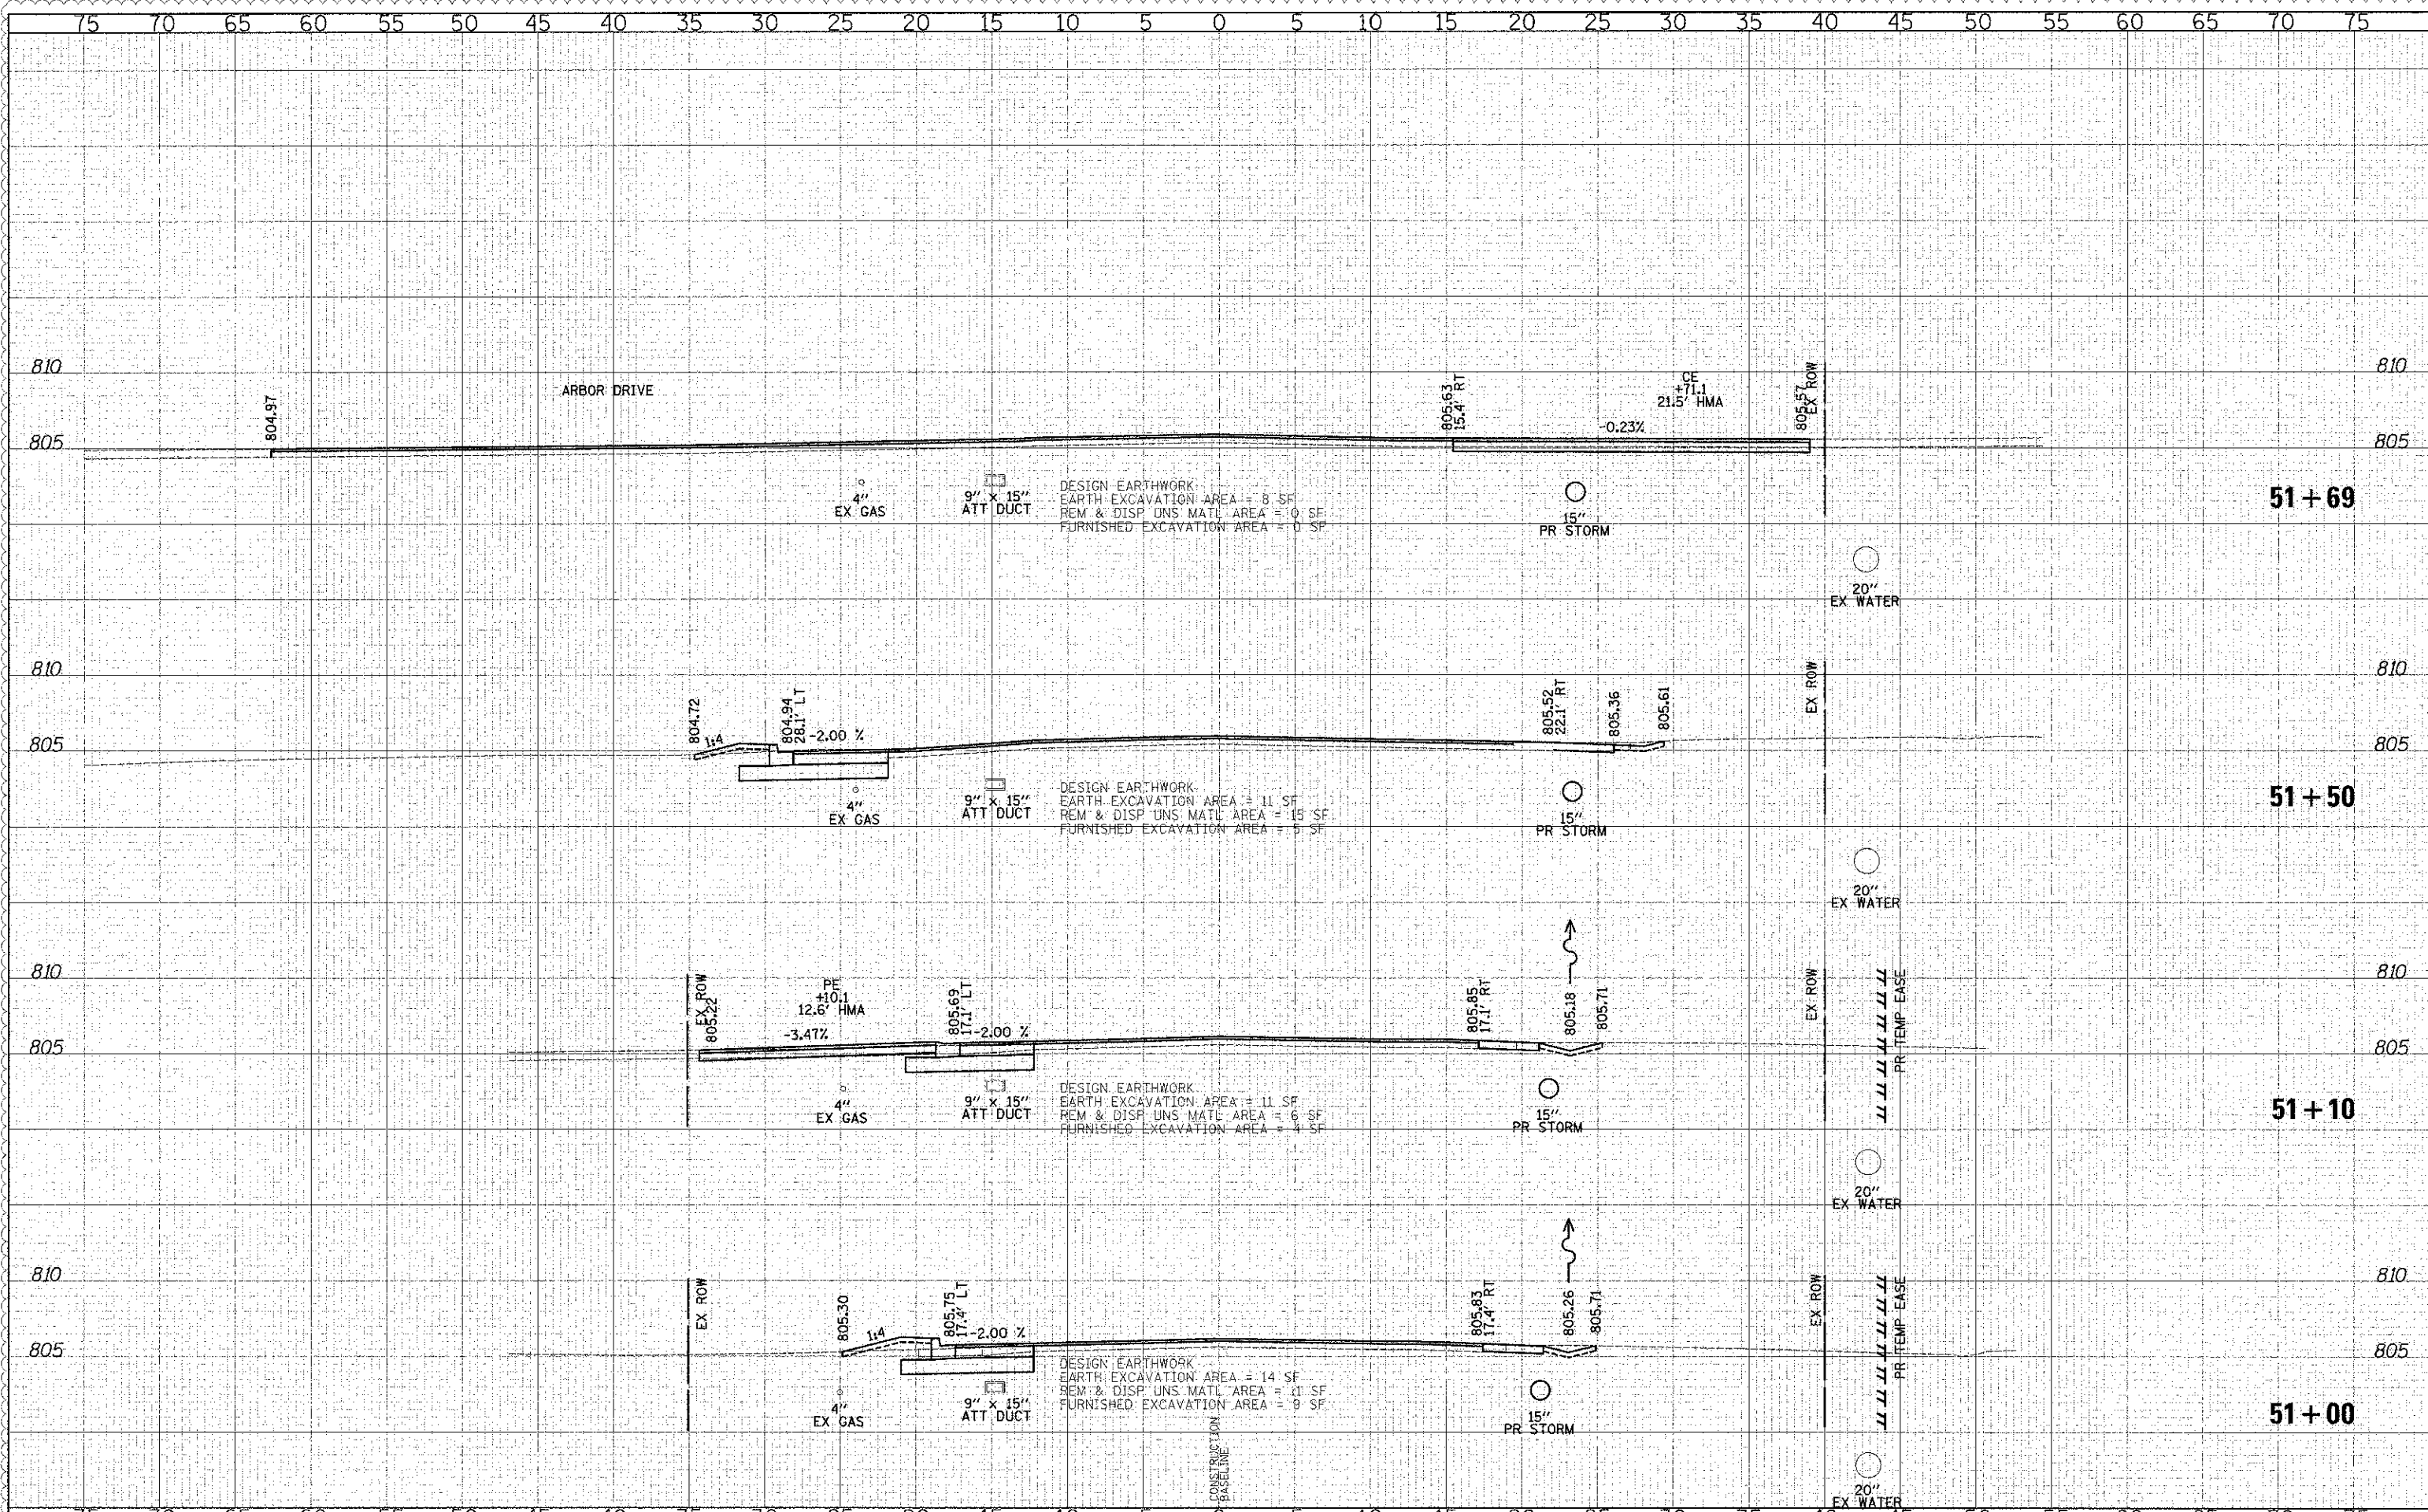 75 70 65 60 55 50 45 40 35 30 25 20 15 10 5 0 5 10 15 20 25 30 35 40 45 50 55 60 65 70 75
810
ARBOR DRIVE
804.97
805.63
15.4' RT
CE
+71.1
21.5' HMA
805.57
EX ROW
810
805
-0.23%
805
4"
EX GAS
9" x 15"
ATT DUCT
DESIGN EARTHWORK
EARTH EXCAVATION AREA = 8 SF
REM & DISP UNS MATL AREA = 0 SF
FURNISHED EXCAVATION AREA = 0 SF
15"
PR STORM
51+69
20"
EX WATER
810
804.72
1:4
804.94
28.1' LT
-2.00 %
805.52
22.1' RT
805.36
805.61
EX ROW
810
805
805
4"
EX GAS
9" x 15"
ATT DUCT
DESIGN EARTHWORK
EARTH EXCAVATION AREA = 11 SF
REM & DISP UNS MATL AREA = 15 SF
FURNISHED EXCAVATION AREA = 5 SF
15"
PR STORM
51+50
20"
EX WATER
810
EX ROW
805.22
PE
+10.1
12.6' HMA
-3.47%
805.69
17.1' LT
-2.00 %
805.85
17.1' RT
805.18
805.71
EX ROW
PR TEMP EASE
810
805
805
4"
EX GAS
9" x 15"
ATT DUCT
DESIGN EARTHWORK
EARTH EXCAVATION AREA = 11 SF
REM & DISP UNS MATL AREA = 6 SF
FURNISHED EXCAVATION AREA = 4 SF
15"
PR STORM
51+10
20"
EX WATER
810
EX ROW
805.30
1:4
805.75
17.4' LT
-2.00 %
805.83
17.4' RT
805.26
805.71
EX ROW
PR TEMP EASE
810
805
805
4"
EX GAS
9" x 15"
ATT DUCT
DESIGN EARTHWORK
EARTH EXCAVATION AREA = 14 SF
REM & DISP UNS MATL AREA = 11 SF
FURNISHED EXCAVATION AREA = 9 SF
15"
PR STORM
51+00
CONSTRUCTION
BASELINE
20"
EX WATER